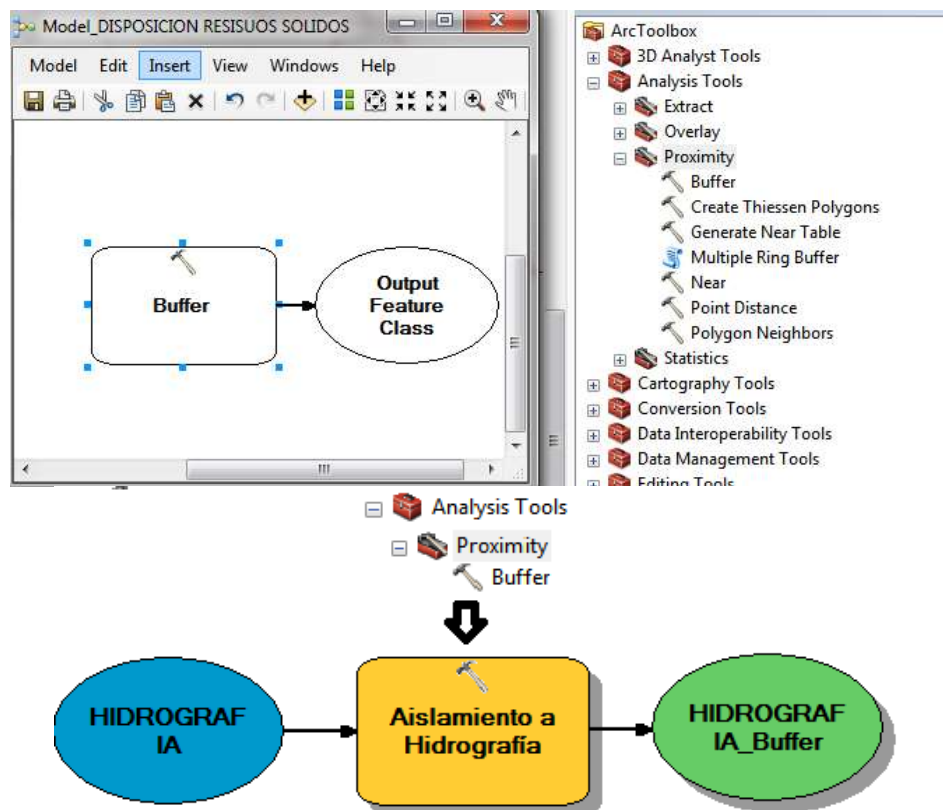 Model_DISPOSICION RESISUOS SOLIDOS
Model Edit Insert View Windows Help
Buffer
Output
Feature
Class
ArcToolbox
3D Analyst Tools
Analysis Tools
Extract
Overlay
Proximity
Buffer
Create Thiessen Polygons
Generate Near Table
Multiple Ring Buffer
Near
Point Distance
Polygon Neighbors
Statistics
Cartography Tools
Conversion Tools
Data Interoperability Tools
Data Management Tools
Editing Tools
Analysis Tools
Proximity
Buffer
HIDROGRAF
IA
Aislamiento a
Hidrografía
HIDROGRAF
IA_Buffer